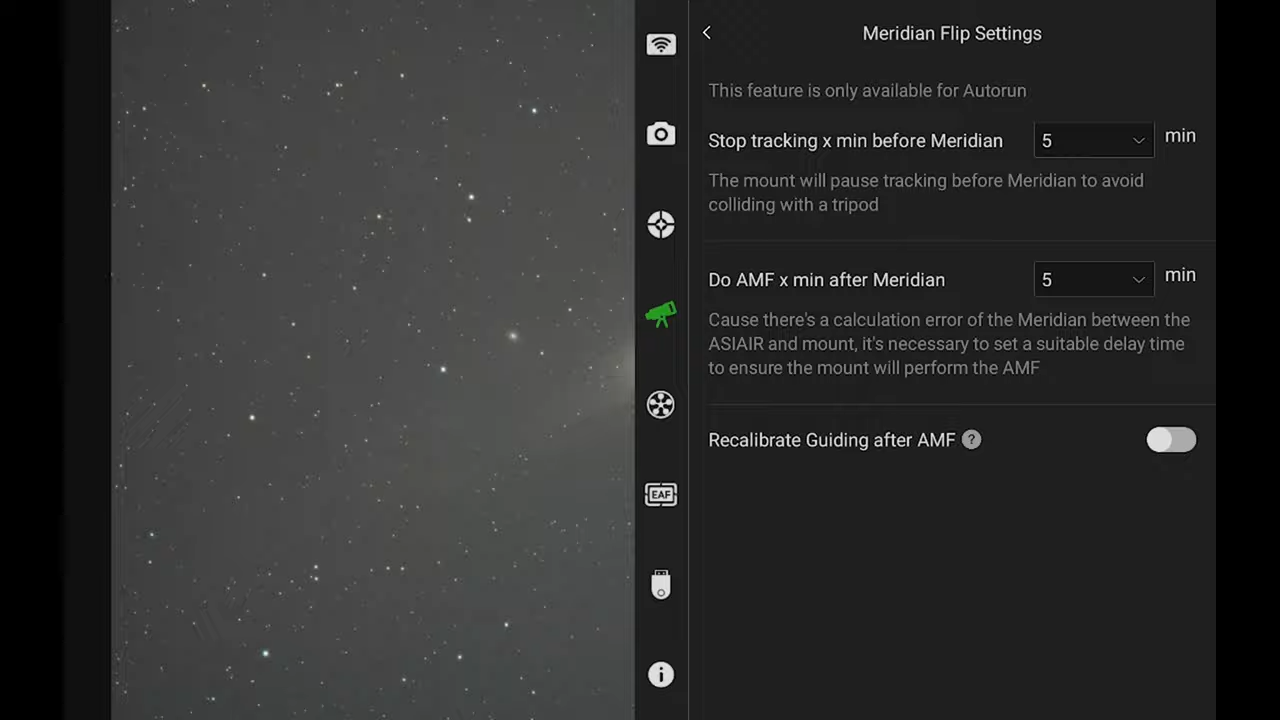 Meridian Flip Settings
This feature is only available for Autorun
Stop tracking x min before Meridian 5 min
The mount will pause tracking before Meridian to avoid
colliding with a tripod
Do AMF x min after Meridian 5 min
Cause there's a calculation error of the Meridian between the
ASIAIR and mount, it's necessary to set a suitable delay time
to ensure the mount will perform the AMF
Recalibrate Guiding after AMF ?
EAF